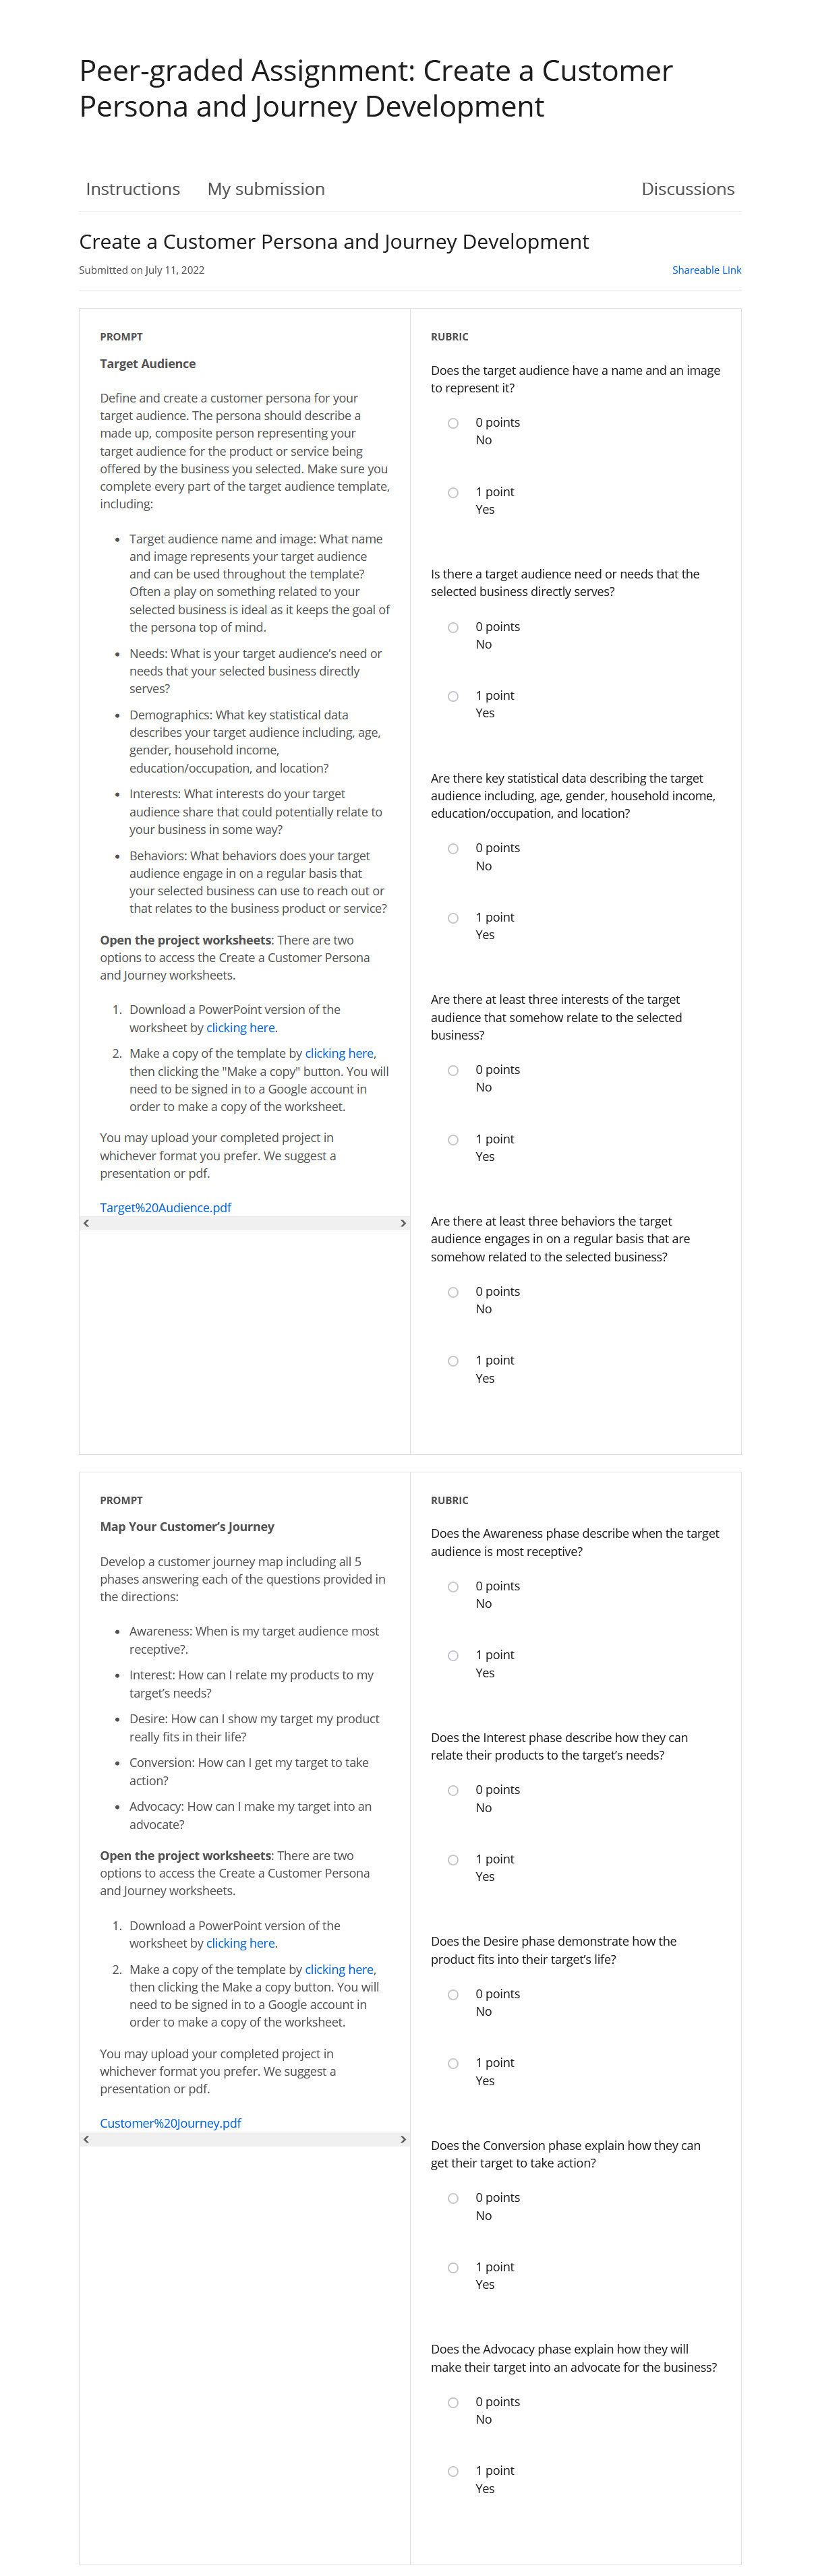 Peer-graded Assignment: Create a Customer
Persona and Journey Development
Instructions
My submission
Discussions
Create a Customer Persona and Journey Development
Submitted on July 11, 2022
Shareable Link
PROMPT
Target Audience
Define and create a customer persona for your
target audience. The persona should describe a
made up, composite person representing your
target audience for the product or service being
offered by the business you selected. Make sure you
complete every part of the target audience template,
including:
• Target audience name and image: What name
and image represents your target audience
and can be used throughout the template?
Often a play on something related to your
selected business is ideal as it keeps the goal of
the persona top of mind.
• Needs: What is your target audience’s need or
needs that your selected business directly
serves?
• Demographics: What key statistical data
describes your target audience including, age,
gender, household income,
education/occupation, and location?
• Interests: What interests do your target
audience share that could potentially relate to
your business in some way?
• Behaviors: What behaviors does your target
audience engage in on a regular basis that
your selected business can use to reach out or
that relates to the business product or service?
Open the project worksheets: There are two
options to access the Create a Customer Persona
and Journey worksheets.
1. Download a PowerPoint version of the
worksheet by clicking here.
2. Make a copy of the template by clicking here,
then clicking the "Make a copy" button. You will
need to be signed in to a Google account in
order to make a copy of the worksheet.
You may upload your completed project in
whichever format you prefer. We suggest a
presentation or pdf.
Target%20Audience.pdf
RUBRIC
Does the target audience have a name and an image
to represent it?
0 points
No
1 point
Yes
Is there a target audience need or needs that the
selected business directly serves?
0 points
No
1 point
Yes
Are there key statistical data describing the target
audience including, age, gender, household income,
education/occupation, and location?
0 points
No
1 point
Yes
Are there at least three interests of the target
audience that somehow relate to the selected
business?
0 points
No
1 point
Yes
Are there at least three behaviors the target
audience engages in on a regular basis that are
somehow related to the selected business?
0 points
No
1 point
Yes
PROMPT
Map Your Customer’s Journey
Develop a customer journey map including all 5
phases answering each of the questions provided in
the directions:
• Awareness: When is my target audience most
receptive?.
• Interest: How can I relate my products to my
target’s needs?
• Desire: How can I show my target my product
really fits in their life?
• Conversion: How can I get my target to take
action?
• Advocacy: How can I make my target into an
advocate?
Open the project worksheets: There are two
options to access the Create a Customer Persona
and Journey worksheets.
1. Download a PowerPoint version of the
worksheet by clicking here.
2. Make a copy of the template by clicking here,
then clicking the Make a copy button. You will
need to be signed in to a Google account in
order to make a copy of the worksheet.
You may upload your completed project in
whichever format you prefer. We suggest a
presentation or pdf.
Customer%20Journey.pdf
RUBRIC
Does the Awareness phase describe when the target
audience is most receptive?
0 points
No
1 point
Yes
Does the Interest phase describe how they can
relate their products to the target’s needs?
0 points
No
1 point
Yes
Does the Desire phase demonstrate how the
product fits into their target’s life?
0 points
No
1 point
Yes
Does the Conversion phase explain how they can
get their target to take action?
0 points
No
1 point
Yes
Does the Advocacy phase explain how they will
make their target into an advocate for the business?
0 points
No
1 point
Yes